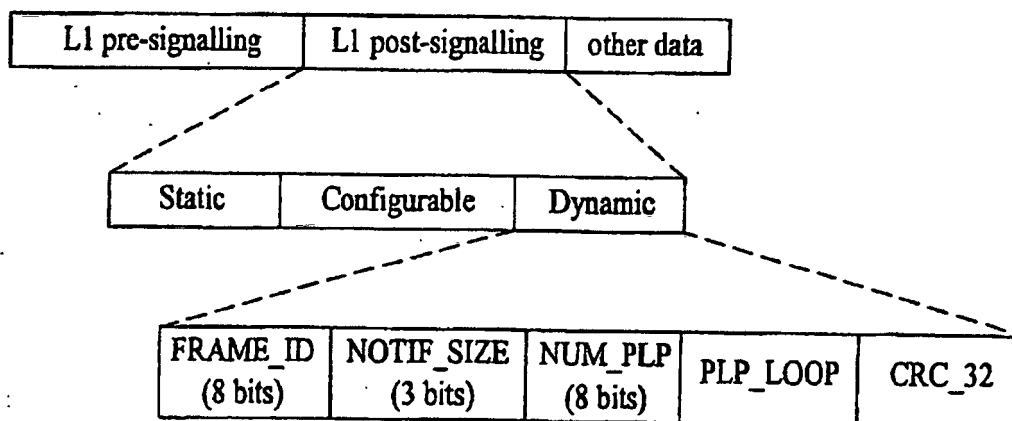 L1 pre-signalling L1 post-signalling other data
Static Configurable Dynamic
FRAME_ID NOTIF_SIZE NUM_PLP PLP_LOOP CRC_32
(8 bits) (3 bits) (8 bits)